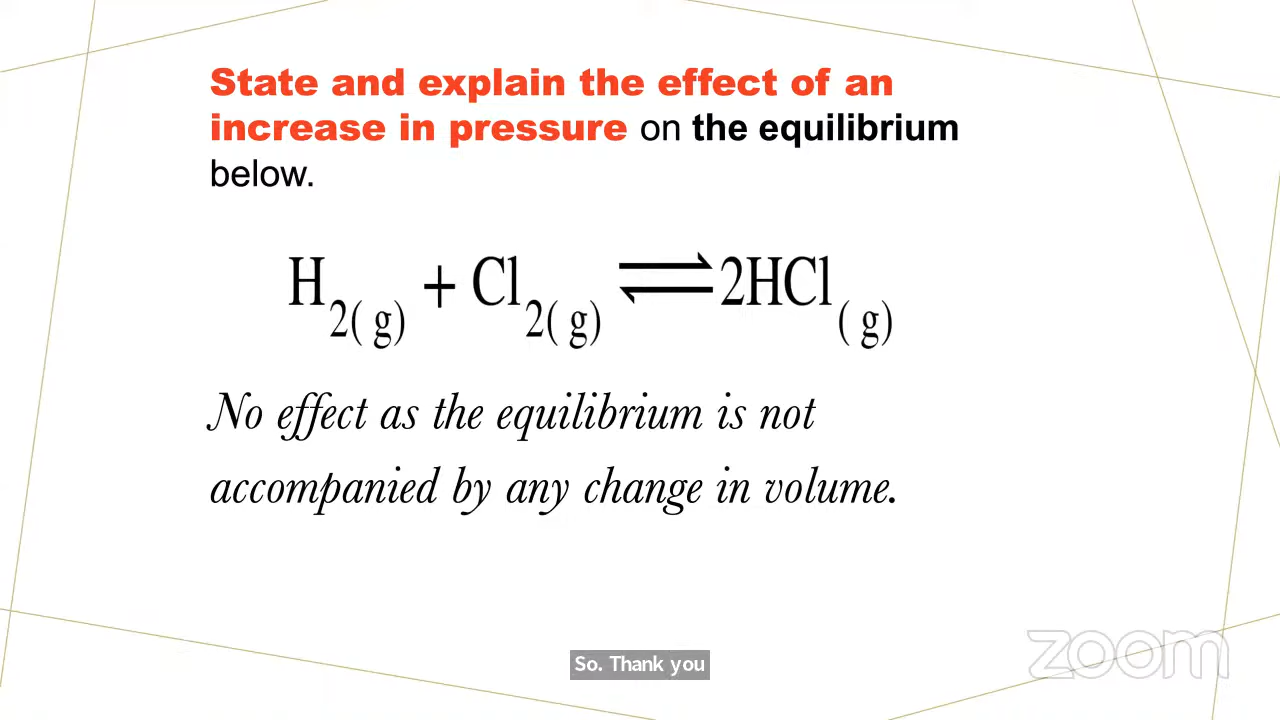 State and explain the effect of an
increase in pressure on the equilibrium
below.
H2(g) + Cl2(g) ⇌ 2HCl(g)
No effect as the equilibrium is not
accompanied by any change in volume.
zoom
So. Thank you